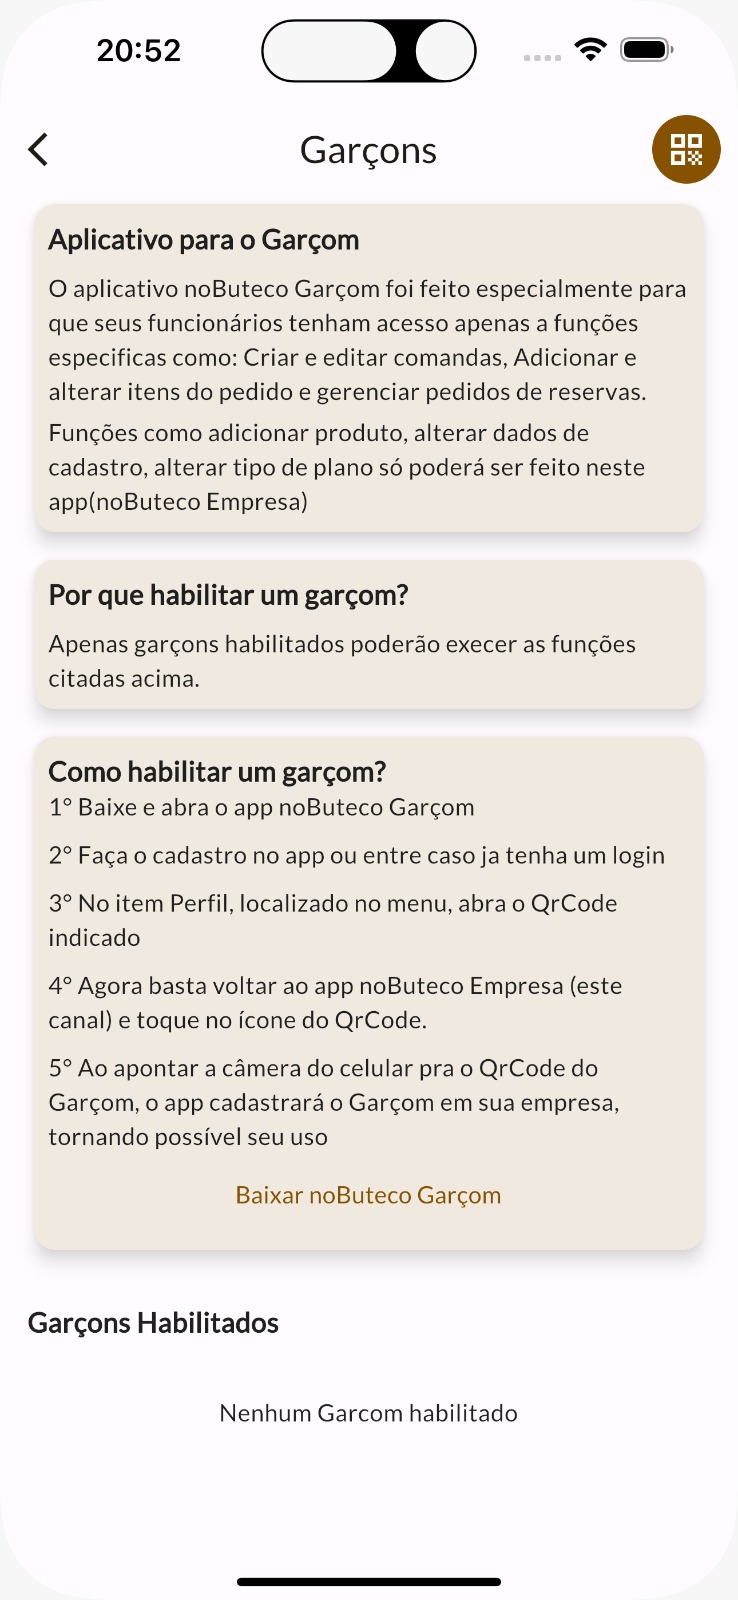 20:52
Garçons
Aplicativo para o Garçom
O aplicativo noButeco Garçom foi feito especialmente para
que seus funcionários tenham acesso apenas a funções
especificas como: Criar e editar comandas, Adicionar e
alterar itens do pedido e gerenciar pedidos de reservas.
Funções como adicionar produto, alterar dados de
cadastro, alterar tipo de plano só poderá ser feito neste
app(noButeco Empresa)
Por que habilitar um garçom?
Apenas garçons habilitados poderão execer as funções
citadas acima.
Como habilitar um garçom?
1° Baixe e abra o app noButeco Garçom
2° Faça o cadastro no app ou entre caso ja tenha um login
3° No item Perfil, localizado no menu, abra o QrCode
indicado
4° Agora basta voltar ao app noButeco Empresa (este
canal) e toque no ícone do QrCode.
5° Ao apontar a câmera do celular pra o QrCode do
Garçom, o app cadastrará o Garçom em sua empresa,
tornando possível seu uso
Baixar noButeco Garçom
Garçons Habilitados
Nenhum Garcom habilitado